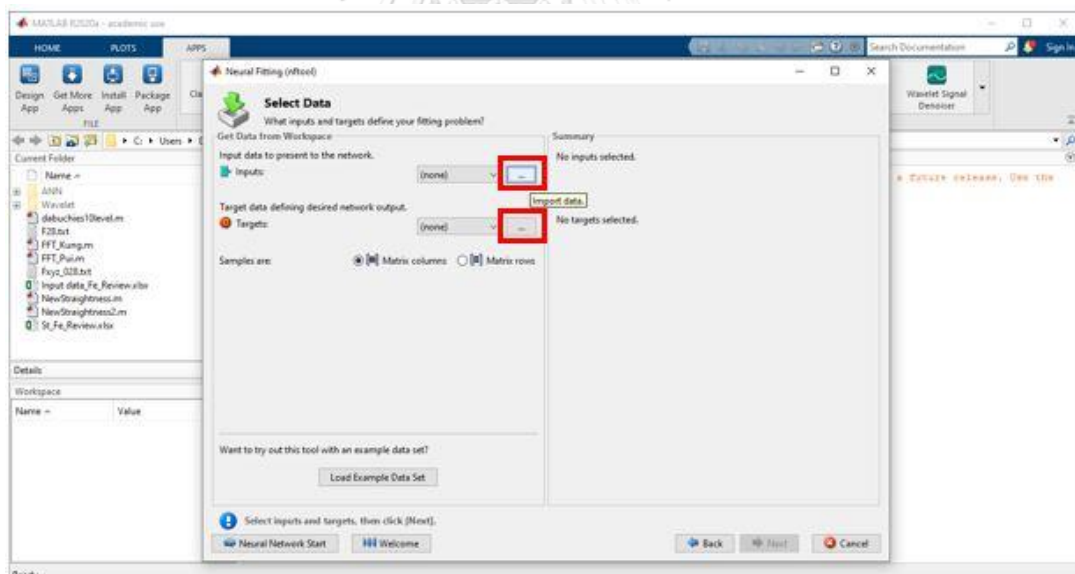 MATLAB R2020a - academic use
HOME PLOTS APPS
Search Documentation
Sign In
Design App
Get More Apps
Install App
Package App
FILE
Wavelet Signal Denoiser
C: ▸ Users ▸
Current Folder
Name
ANN
Wavelet
dabuchies10level.m
F28.txt
FFT_Kung.m
FFT_Pui.m
Fxyz_028.txt
Input data_Fe_Review.xlsx
NewStraightness.m
NewStraightness2.m
St_Fe_Review.xlsx
Details
Workspace
Name Value
Ready
a future release. Use the
Neural Fitting (nftool)
Select Data
What inputs and targets define your fitting problem?
Get Data from Workspace
Input data to present to the network.
Inputs: (none) ...
Import data.
Target data defining desired network output.
Targets: (none) ...
Samples are: Matrix columns Matrix rows
Summary
No inputs selected.
No targets selected.
Want to try out this tool with an example data set?
Load Example Data Set
Select inputs and targets, then click [Next].
Neural Network Start Welcome Back Next Cancel